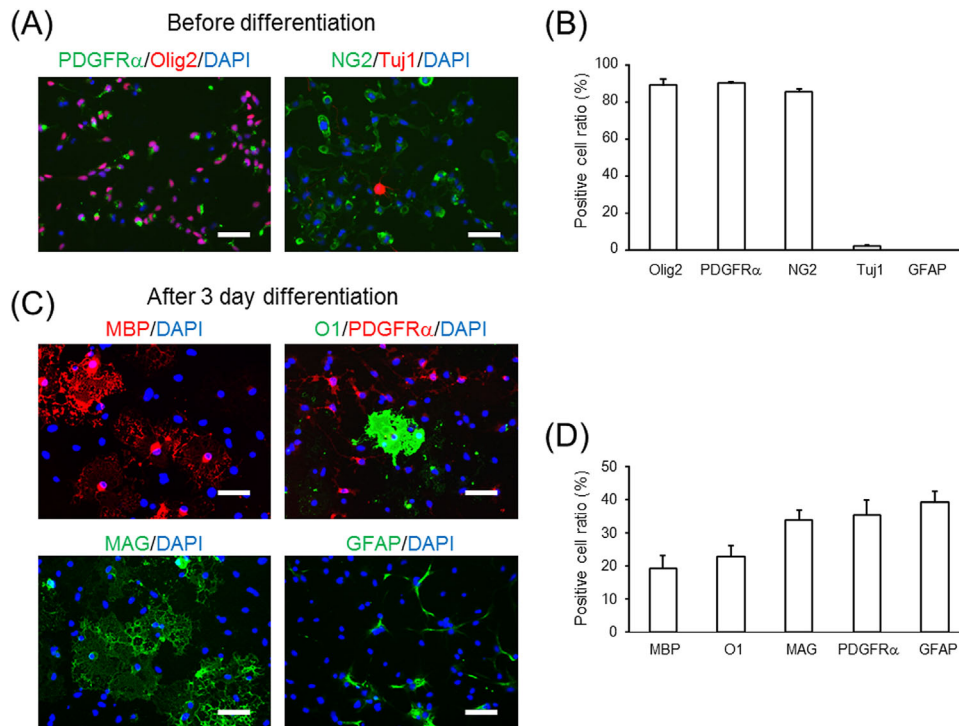 (A)
Before differentiation
PDGFRα/Olig2/DAPI
NG2/Tuj1/DAPI
(B)
Positive cell ratio (%)
100
80
60
40
20
0
Olig2 PDGFRα NG2 Tuj1 GFAP
(C)
After 3 day differentiation
MBP/DAPI
O1/PDGFRα/DAPI
MAG/DAPI
GFAP/DAPI
(D)
Positive cell ratio (%)
50
40
30
20
10
0
MBP O1 MAG PDGFRα GFAP